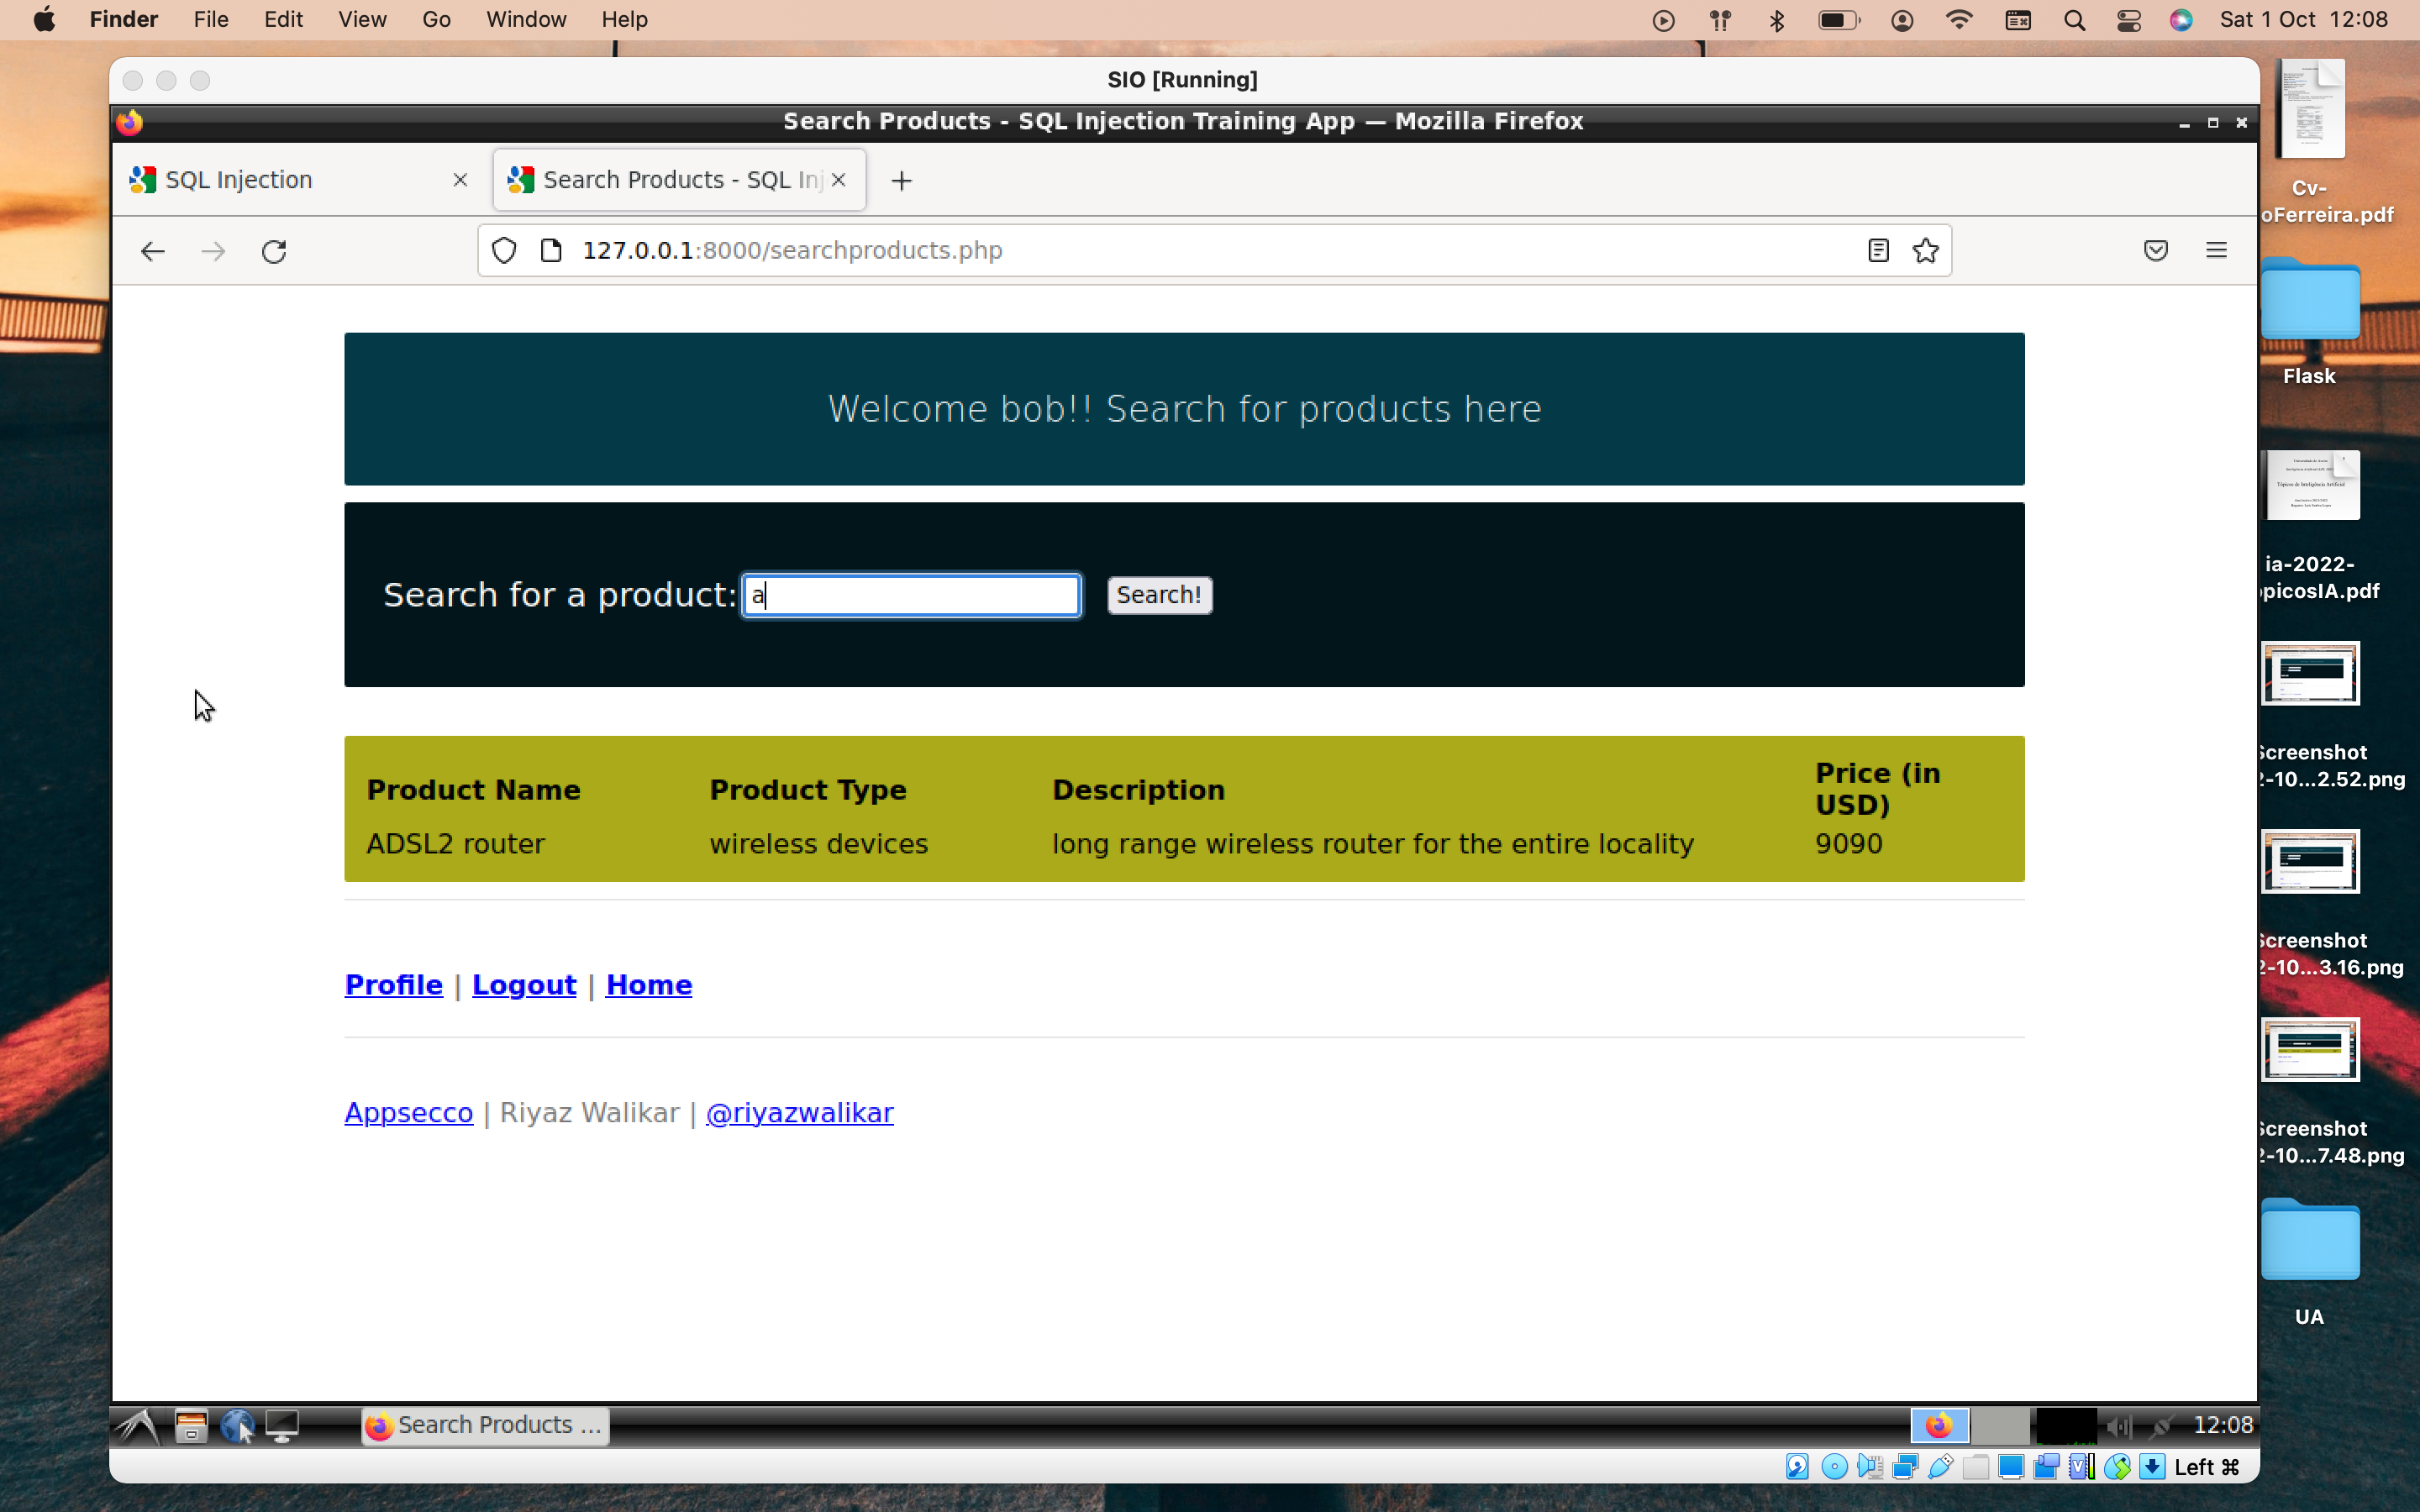 Finder File Edit View Go Window Help Sat 1 Oct 12:08
SIO [Running]
Search Products - SQL Injection Training App — Mozilla Firefox
SQL Injection
Search Products - SQL Inj
127.0.0.1:8000/searchproducts.php
Welcome bob!! Search for products here
Search for a product: a Search!
Product Name Product Type Description Price (in USD)
ADSL2 router wireless devices long range wireless router for the entire locality 9090
Profile | Logout | Home
Appsecco | Riyaz Walikar | @riyazwalikar
Search Products ... 12:08
Left ⌘
Cv-
oFerreira.pdf
Flask
ia-2022-
picosIA.pdf
Screenshot
2-10...2.52.png
Screenshot
2-10...3.16.png
Screenshot
2-10...7.48.png
UA